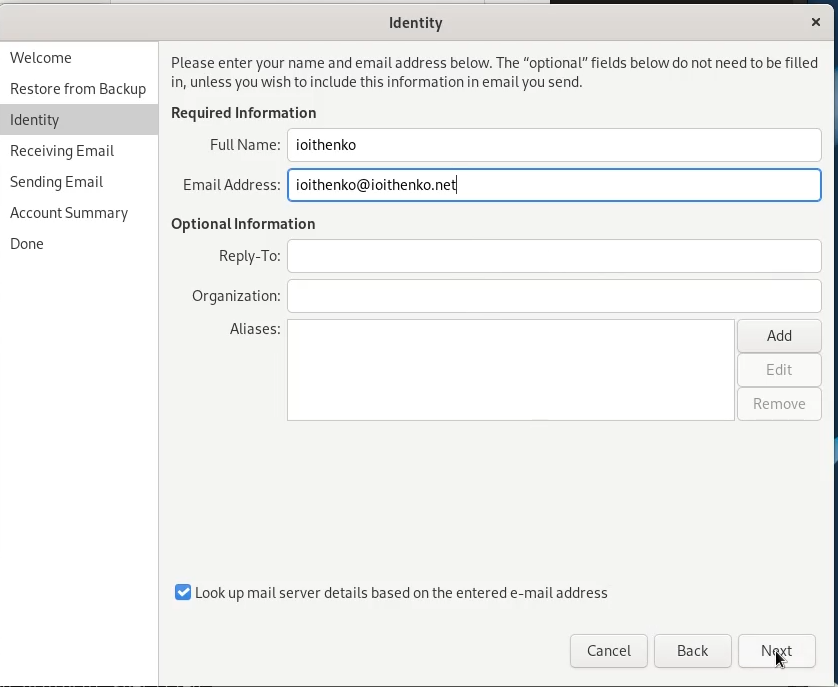 Identity
Welcome
Restore from Backup
Identity
Receiving Email
Sending Email
Account Summary
Done
Please enter your name and email address below. The “optional” fields below do not need to be filled
in, unless you wish to include this information in email you send.
Required Information
Full Name: ioithenko
Email Address: ioithenko@ioithenko.net
Optional Information
Reply-To:
Organization:
Aliases:
Add
Edit
Remove
Look up mail server details based on the entered e-mail address
Cancel Back Next